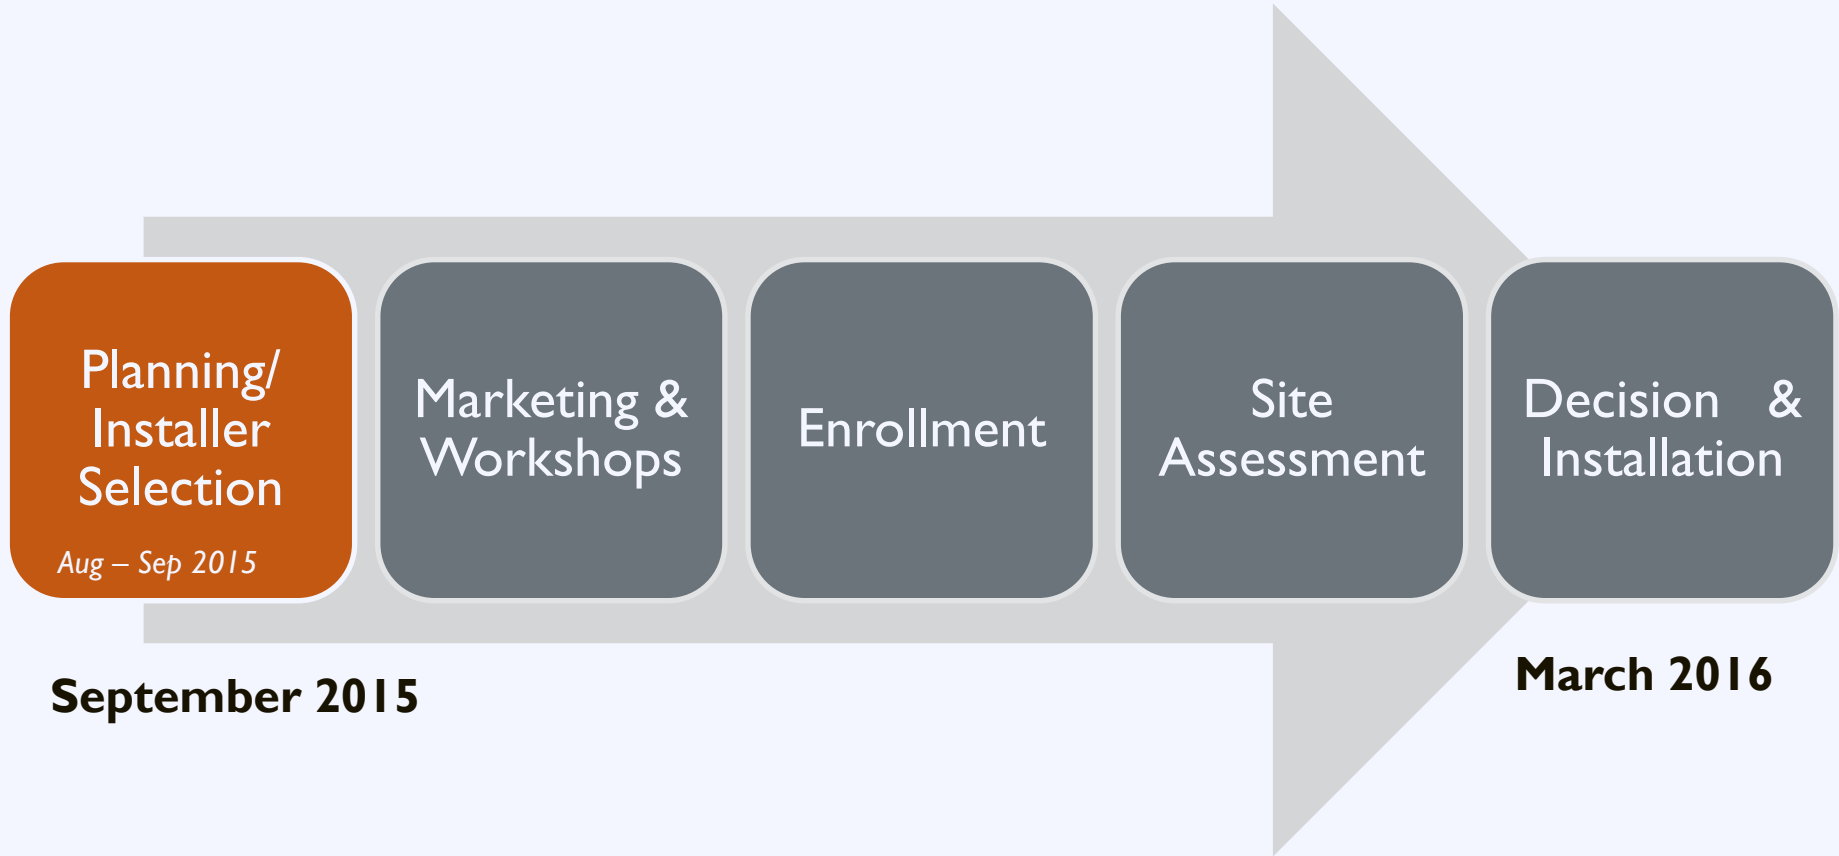 Planning/
Installer
Selection
Aug – Sep 2015
Marketing &
Workshops
Enrollment
Site
Assessment
Decision &
Installation
September 2015
March 2016